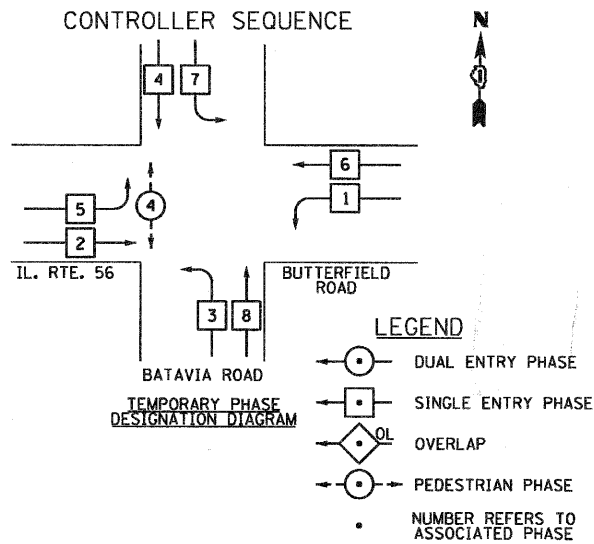 CONTROLLER SEQUENCE
N
4 7
6
1
5
4
2
IL. RTE. 56
BUTTERFIELD
ROAD
3 8
BATAVIA ROAD
TEMPORARY PHASE
DESIGNATION DIAGRAM
LEGEND
DUAL ENTRY PHASE
SINGLE ENTRY PHASE
OL
OVERLAP
PEDESTRIAN PHASE
NUMBER REFERS TO
ASSOCIATED PHASE